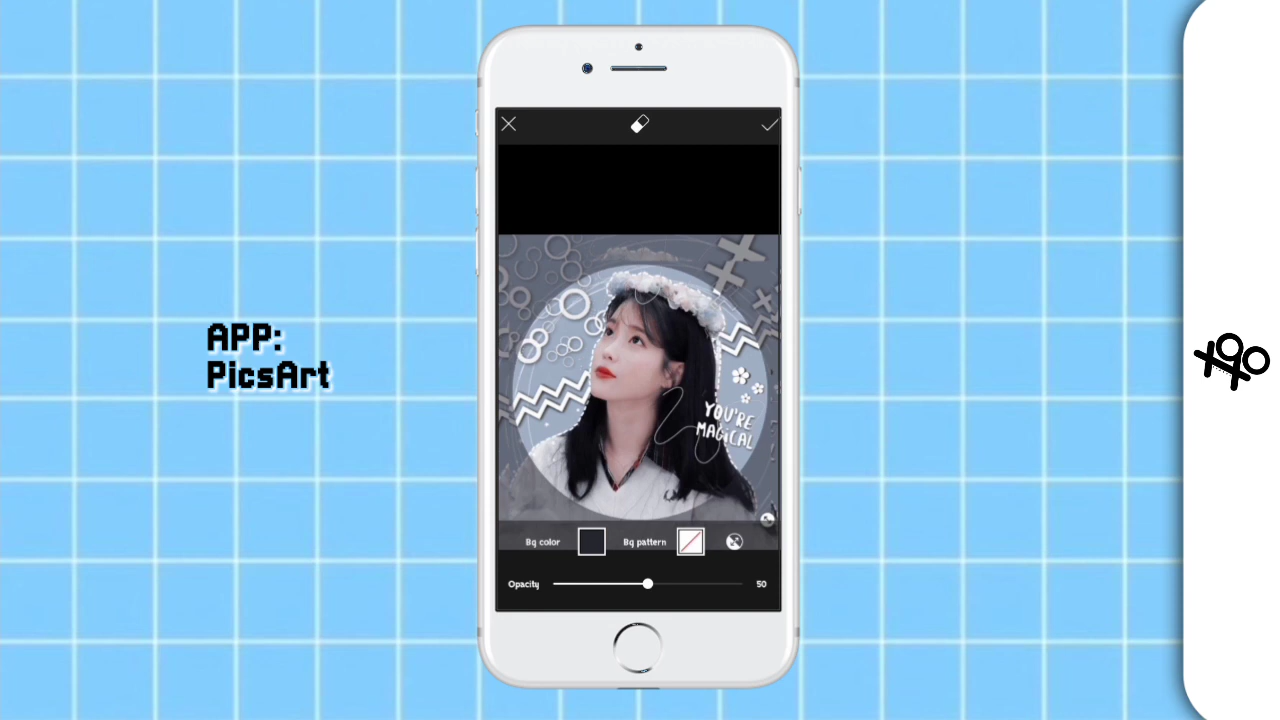 APP:
PicsArt
YOU'RE
MAGICAL
Bg color
Bg pattern
Opacity
50